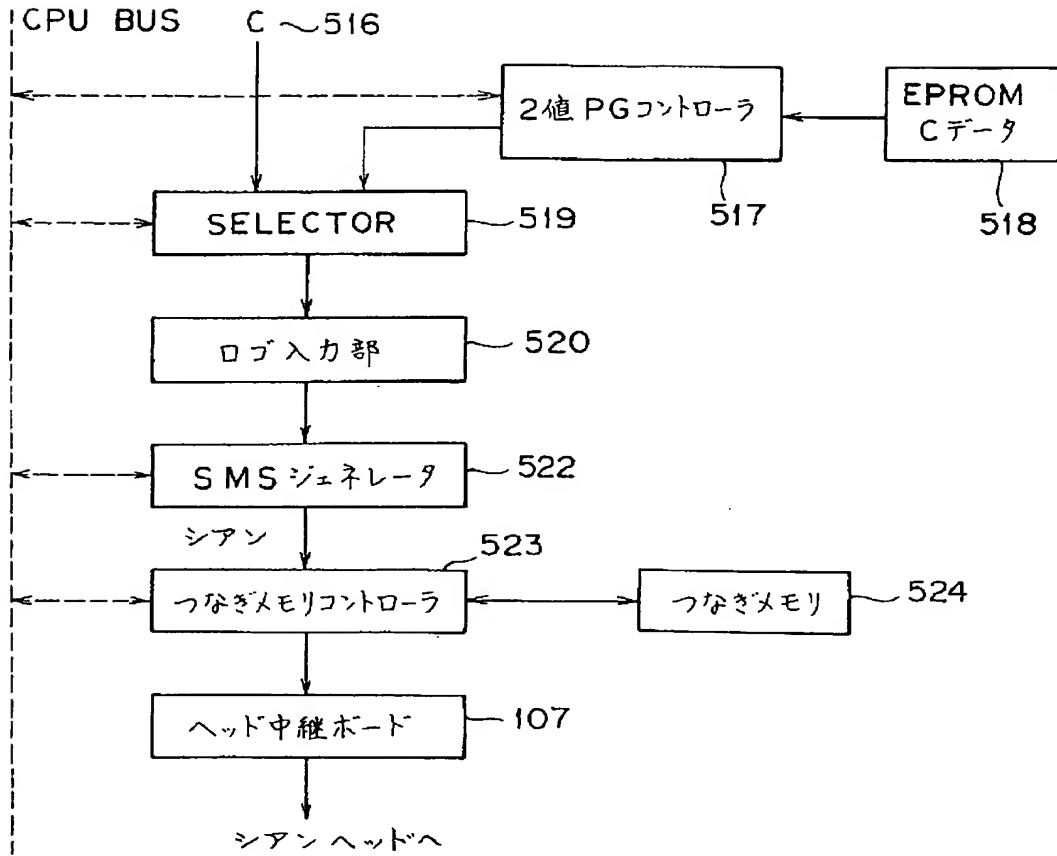 CPU BUS C 516
2値PGコントローラ
EPROM
Cデータ
517
518
SELECTOR
519
ロゴ入力部
520
SMSジェネレータ
522
シアン
523
つなぎメモリコントローラ
つなぎメモリ
524
ヘッド中継ボード
107
シアンヘッドへ